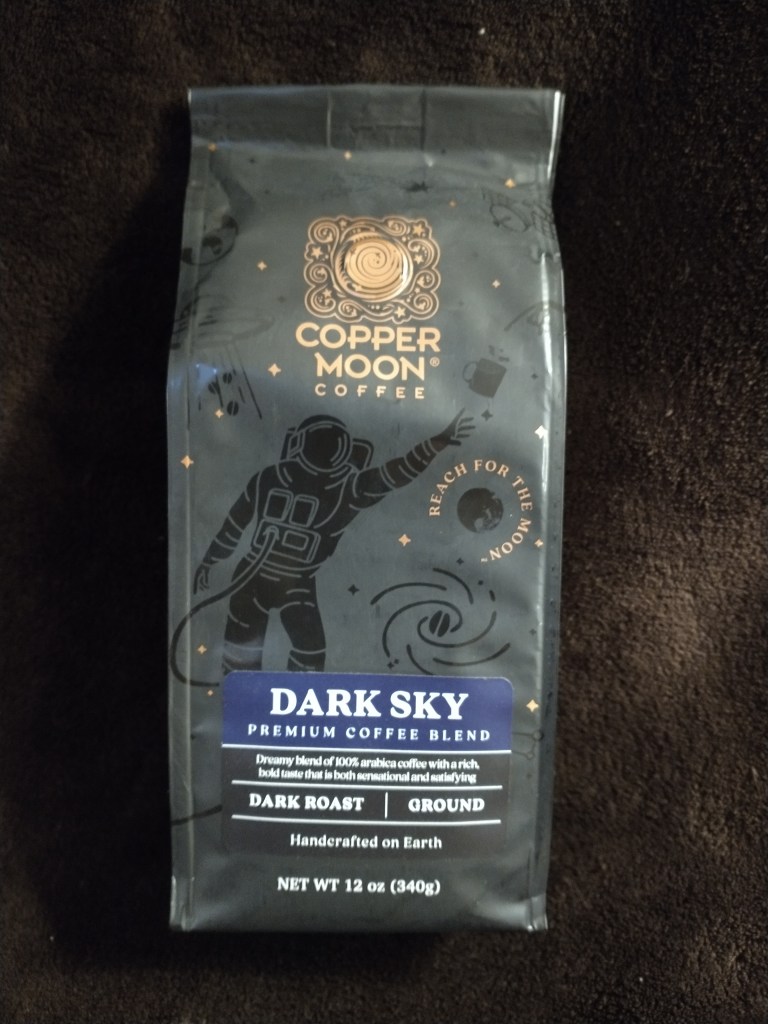 COPPER
MOON®
COFFEE
REACH FOR THE MOON™
DARK SKY
PREMIUM COFFEE BLEND
Dreamy blend of 100% arabica coffee with a rich,
bold taste that is both sensational and satisfying
DARK ROAST | GROUND
Handcrafted on Earth
NET WT 12 oz (340g)